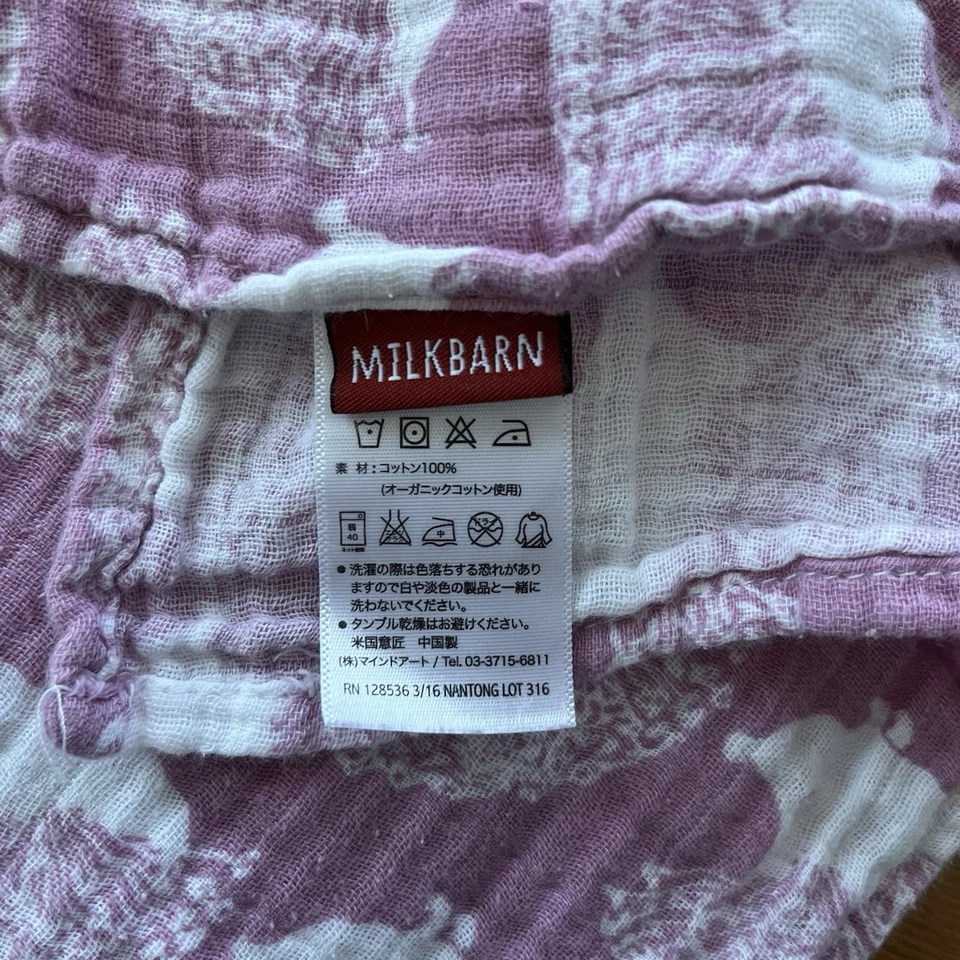 MILKBARN
素 材：コットン100%
(オーガニックコットン使用)
弱
40
中
● 洗濯の際は色落ちする恐れがあり
ますので白や淡色の製品と一緒に
洗わないでください。
● タンブル乾燥はお避けください。
米国意匠 中国製
(株)マインドアート / Tel. 03-3715-6811
RN 128536 3/16 NANTONG LOT 316